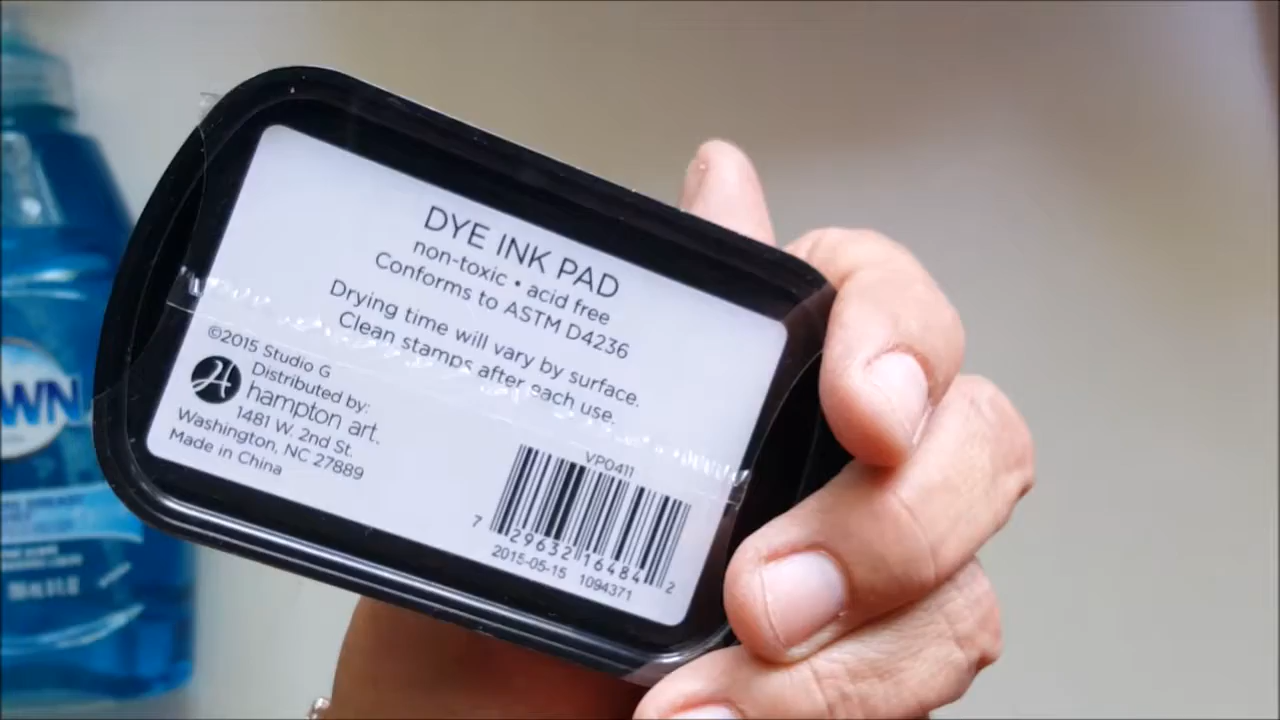 DYE INK PAD
non-toxic • acid free
Conforms to ASTM D4236
Drying time will vary by surface.
Clean stamps after each use.
©2015 Studio G
Distributed by:
hampton art.
1481 W. 2nd St.
Washington, NC 27889
Made in China
VP0411
7 29632 16484 2
2015-05-15 1094371
WN